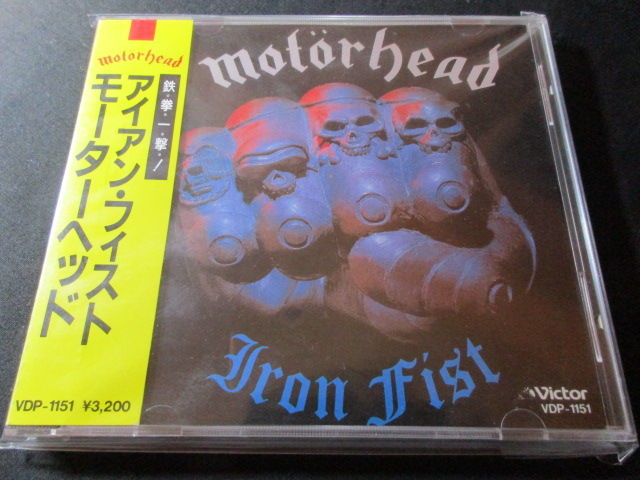 motörhead
鉄・拳・一・撃・!
アイアン・フィスト
モーターヘッド
VDP-1151 ¥3,200
motörhead
Iron Fist
Victor
VDP-1151